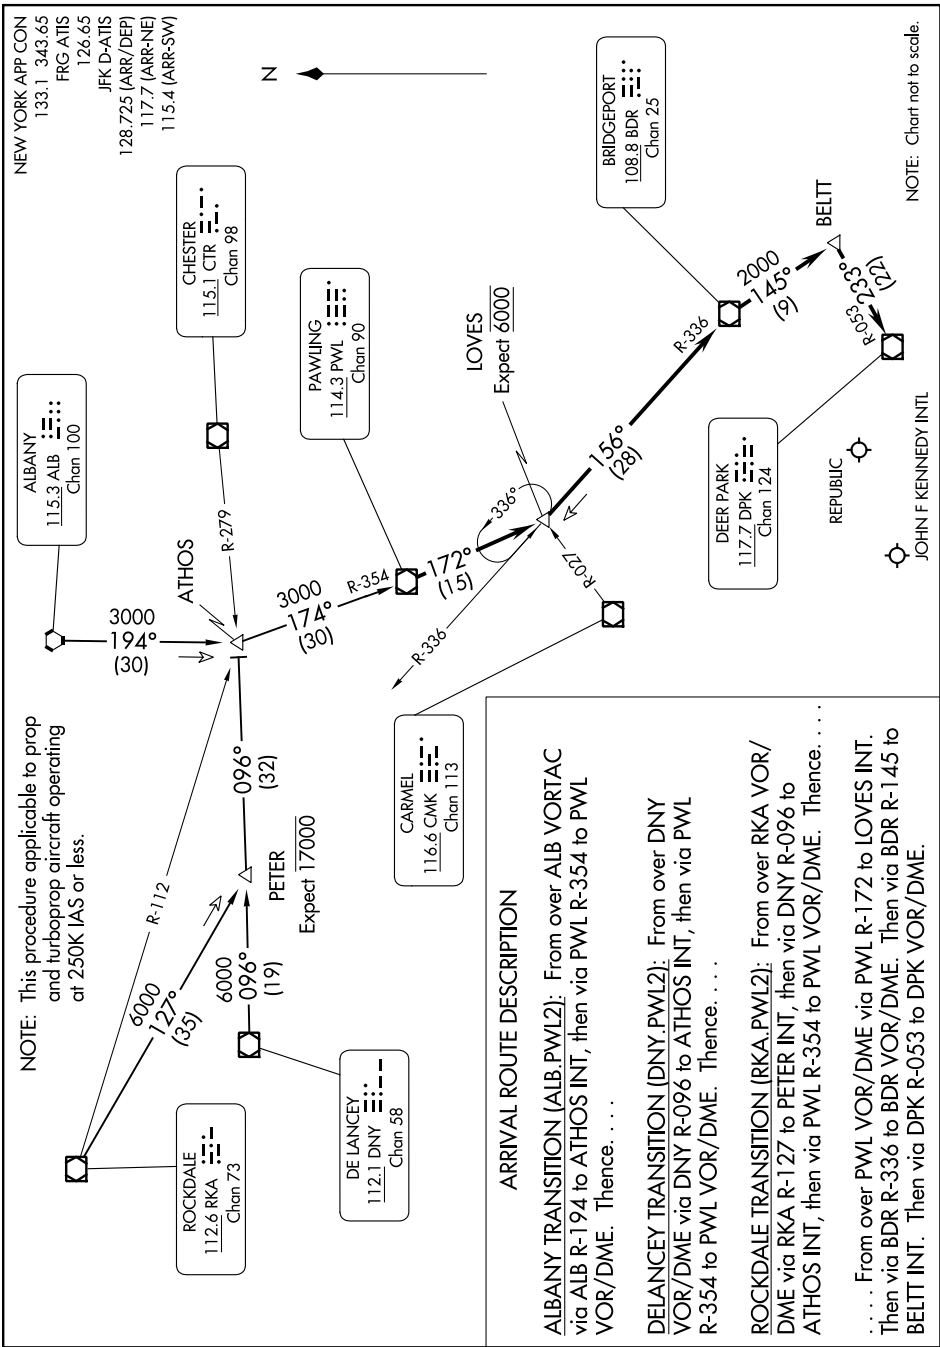 NEW YORK APP CON
133.1 343.65
FRG ATIS
126.65
JFK D-ATIS
128.725 (ARR/DEP)
117.7 (ARR-NE)
115.4 (ARR-SW)
NOTE: This procedure applicable to prop
and turboprop aircraft operating
at 250K IAS or less.
ALBANY
115.3 ALB
Chan 100
CHESTER
115.1 CTR
Chan 98
N
ROCKDALE
112.6 RKA
Chan 73
6000
127°
(35)
R-112
3000
194°
(30)
ATHOS
R-279
DE LANCEY
112.1 DNY
Chan 58
6000
096°
(19)
PETER
Expect 17000
096°
(32)
3000
174°
(30)
R-354
PAWLING
114.3 PWL
Chan 90
172°
(15)
LOVES
Expect 6000
336°
R-336
R-027
CARMEL
116.6 CMK
Chan 113
156°
(28)
R-336
BRIDGEPORT
108.8 BDR
Chan 25
2000
145°
(9)
BELTT
233°
(22)
R-053
DEER PARK
117.7 DPK
Chan 124
REPUBLIC
JOHN F KENNEDY INTL
NOTE: Chart not to scale.
ARRIVAL ROUTE DESCRIPTION
ALBANY TRANSITION (ALB.PWL2): From over ALB VORTAC
via ALB R-194 to ATHOS INT, then via PWL R-354 to PWL
VOR/DME. Thence. . . .
DELANCEY TRANSITION (DNY.PWL2): From over DNY
VOR/DME via DNY R-096 to ATHOS INT, then via PWL
R-354 to PWL VOR/DME. Thence. . . .
ROCKDALE TRANSITION (RKA.PWL2): From over RKA VOR/
DME via RKA R-127 to PETER INT, then via DNY R-096 to
ATHOS INT, then via PWL R-354 to PWL VOR/DME. Thence. . . .
. . . . From over PWL VOR/DME via PWL R-172 to LOVES INT.
Then via BDR R-336 to BDR VOR/DME. Then via BDR R-145 to
BELTT INT. Then via DPK R-053 to DPK VOR/DME.